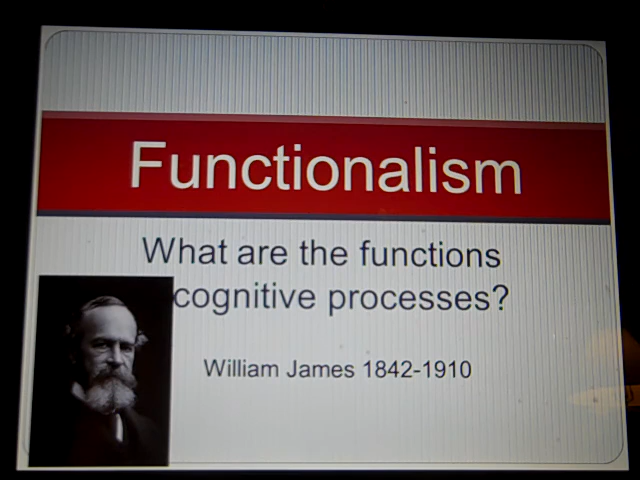 Functionalism
What are the functions
cognitive processes?
William James 1842-1910